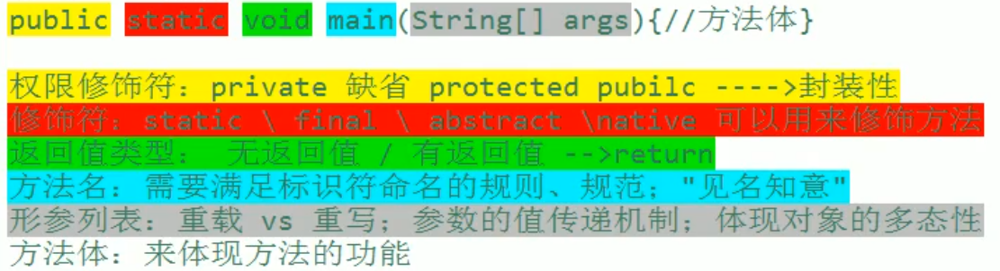 public static void main(String[] args){//方法体}
权限修饰符：private 缺省 protected pubilc ---->封装性
修饰符：static \ final \ abstract \native 可以用来修饰方法
返回值类型： 无返回值 / 有返回值 -->return
方法名：需要满足标识符命名的规则、规范；"见名知意"
形参列表：重载 vs 重写；参数的值传递机制；体现对象的多态性
方法体：来体现方法的功能